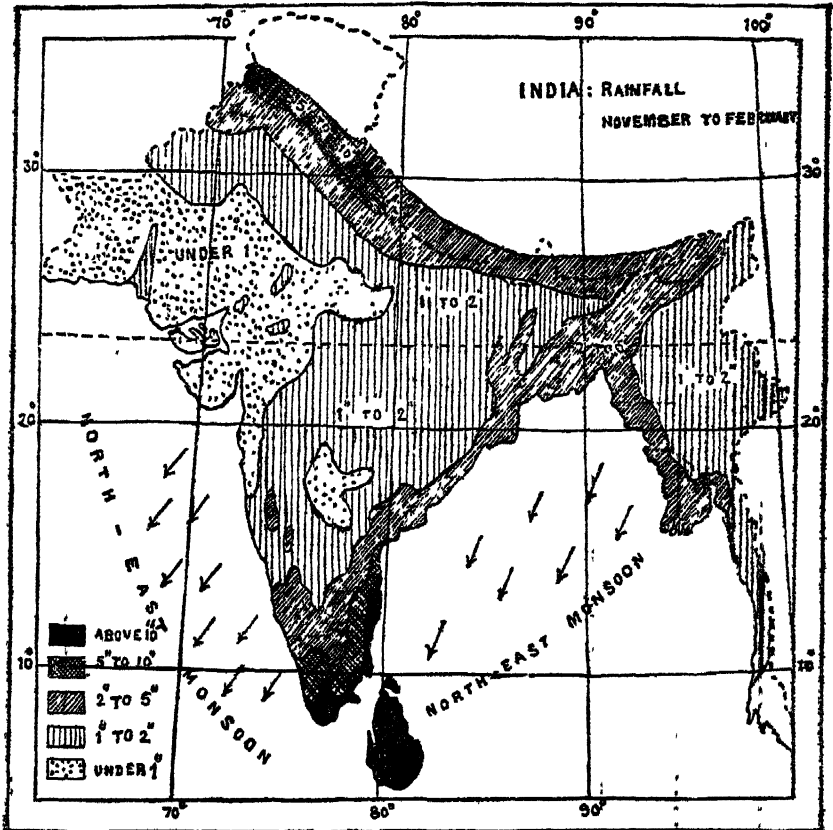 70° 80° 90° 100°
INDIA: RAINFALL
NOVEMBER TO FEBRUARY
30° 30°
UNDER 1"
1" TO 2"
1" TO 2"
1" TO 2"
20° 20°
NORTH-EAST MONSOON
NORTH-EAST MONSOON
ABOVE 10"
5" TO 10"
2" TO 5"
1" TO 2"
UNDER 1"
10° 10°
70° 80° 90°